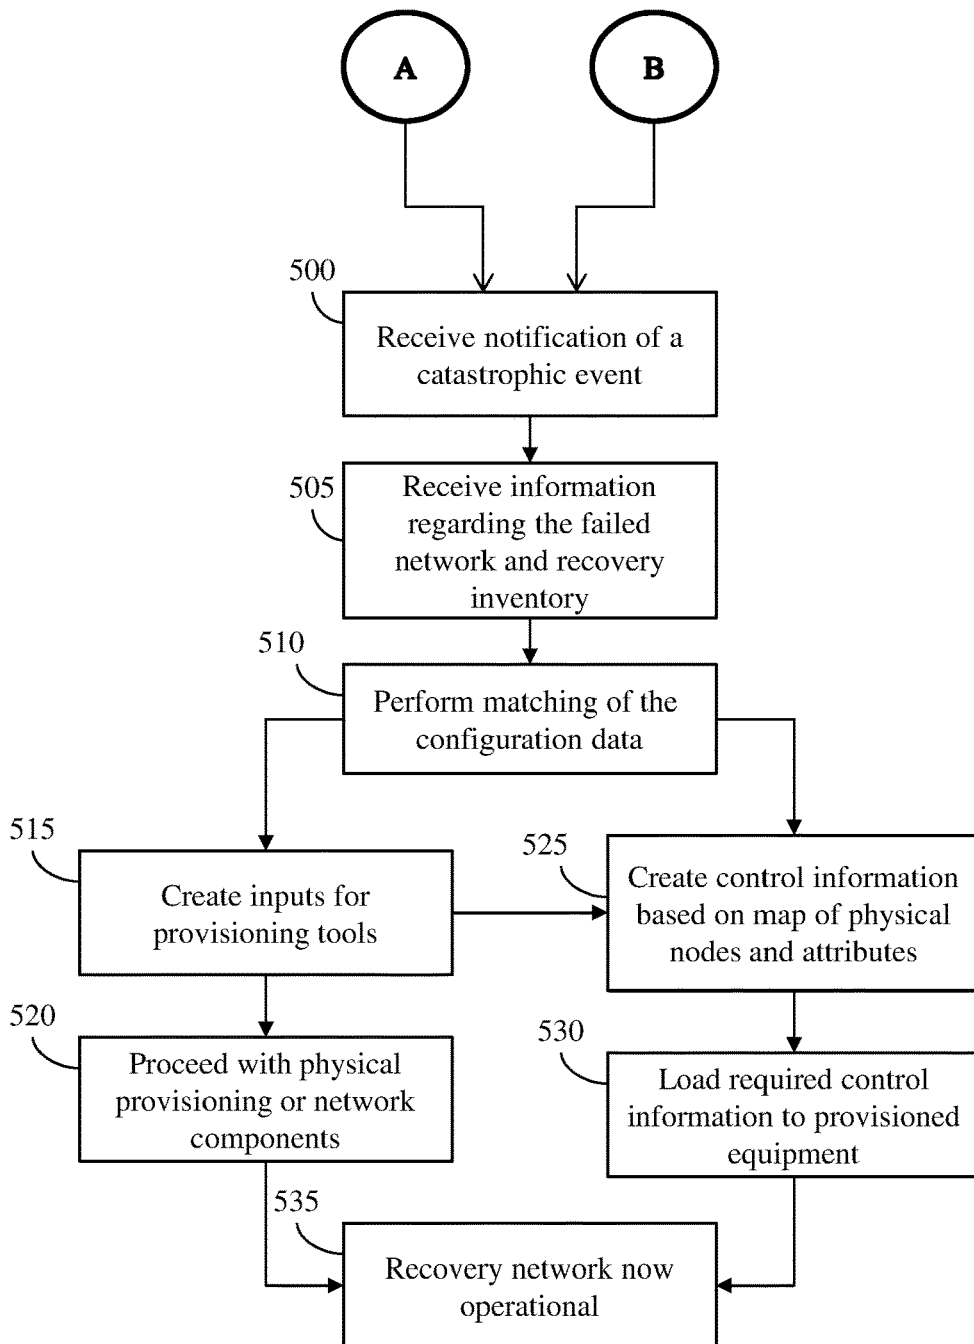 A
B
500
Receive notification of a
catastrophic event
505
Receive information
regarding the failed
network and recovery
inventory
510
Perform matching of the
configuration data
515
Create inputs for
provisioning tools
525
Create control information
based on map of physical
nodes and attributes
520
Proceed with physical
provisioning or network
components
530
Load required control
information to provisioned
equipment
535
Recovery network now
operational